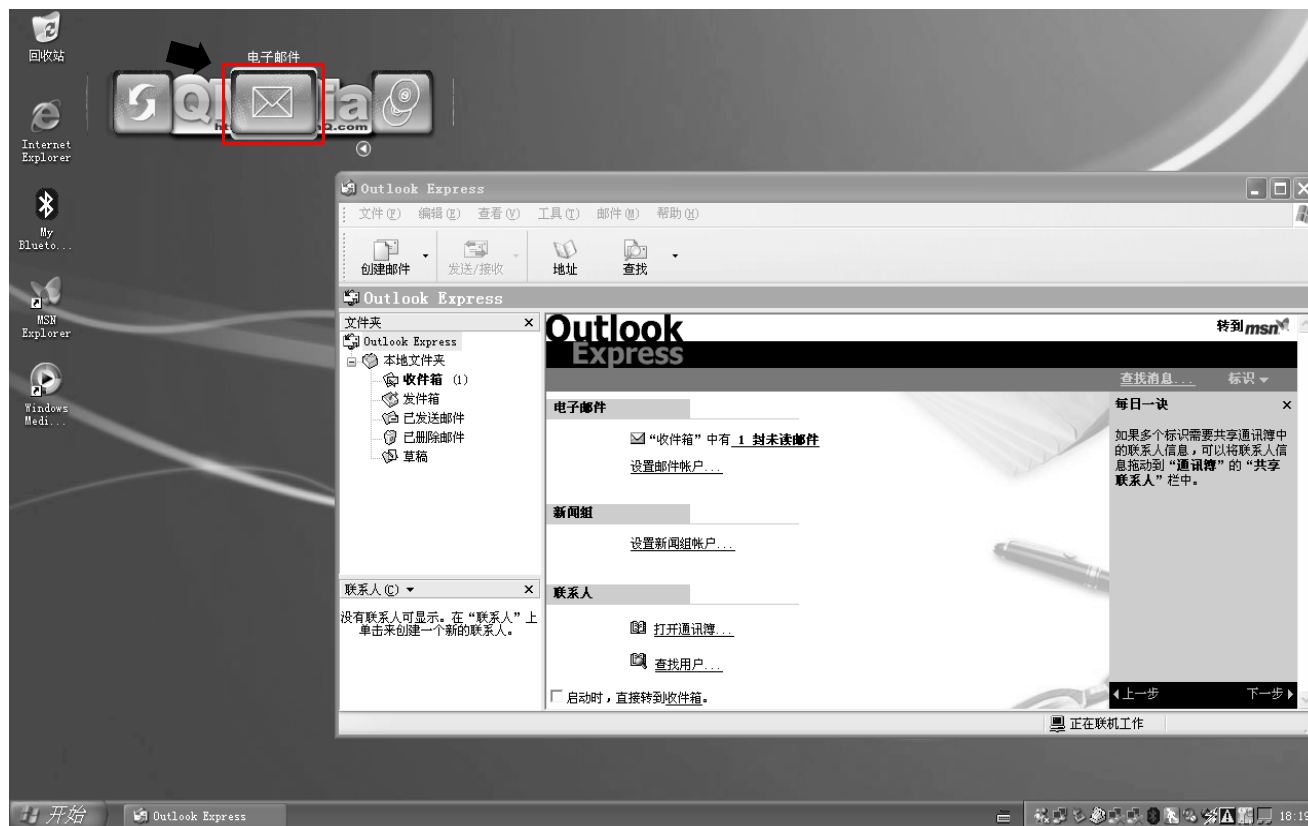 回收站
电子邮件
.com
Internet
Explorer
My
Blueto...
MSN
Explorer
Windows
Medi...
Outlook Express
文件(F) 编辑(E) 查看(V) 工具(T) 邮件(M) 帮助(H)
创建邮件 发送/接收 地址 查找
Outlook Express
文件夹
Outlook Express
本地文件夹
收件箱 (1)
发件箱
已发送邮件
已删除邮件
草稿
联系人(C)
没有联系人可显示。在“联系人”上
单击来创建一个新的联系人。
Outlook
Express
转到 msn
查找消息... 标识
电子邮件
“收件箱”中有 1 封未读邮件
设置邮件帐户...
新闻组
设置新闻组帐户...
联系人
打开通讯簿...
查找用户...
启动时，直接转到收件箱。
每日一诀
如果多个标识需要共享通讯簿中
的联系人信息，可以将联系人信
息拖动到“通讯簿”的“共享
联系人”栏中。
上一步 下一步
正在联机工作
开始 Outlook Express 18:19